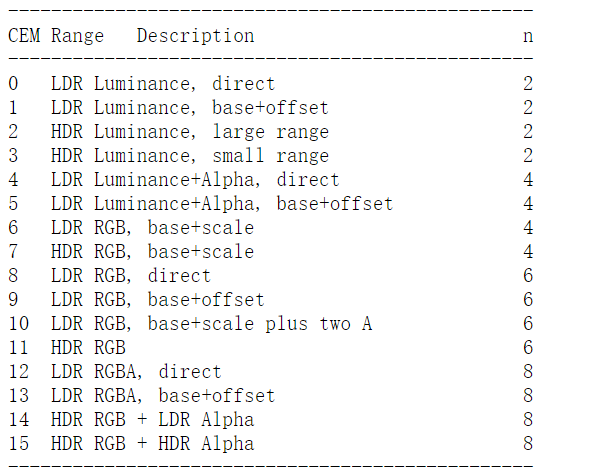 --------------------------------------------------
CEM Range   Description                         n
--------------------------------------------------
0   LDR Luminance, direct                       2
1   LDR Luminance, base+offset                  2
2   HDR Luminance, large range                  2
3   HDR Luminance, small range                  2
4   LDR Luminance+Alpha, direct                 4
5   LDR Luminance+Alpha, base+offset            4
6   LDR RGB, base+scale                         4
7   HDR RGB, base+scale                         4
8   LDR RGB, direct                             6
9   LDR RGB, base+offset                        6
10  LDR RGB, base+scale plus two A              6
11  HDR RGB                                     6
12  LDR RGBA, direct                            8
13  LDR RGBA, base+offset                       8
14  HDR RGB + LDR Alpha                         8
15  HDR RGB + HDR Alpha                         8
--------------------------------------------------